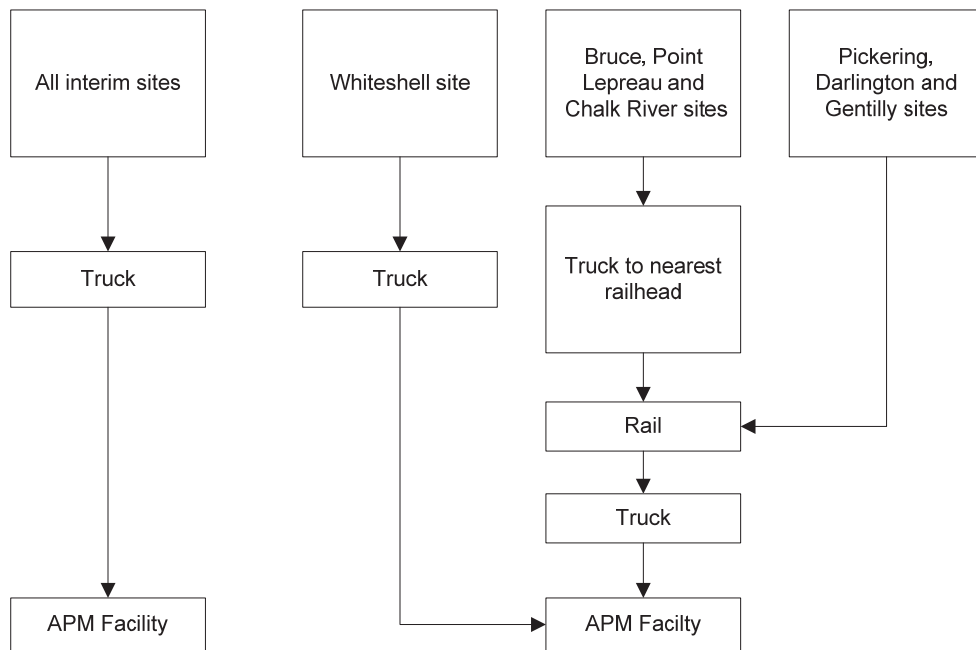 All interim sites
Whiteshell site
Bruce, Point
Lepreau and
Chalk River sites
Pickering,
Darlington and
Gentilly sites
Truck
Truck
Truck to nearest
railhead
Rail
Truck
APM Facility
APM Facilty